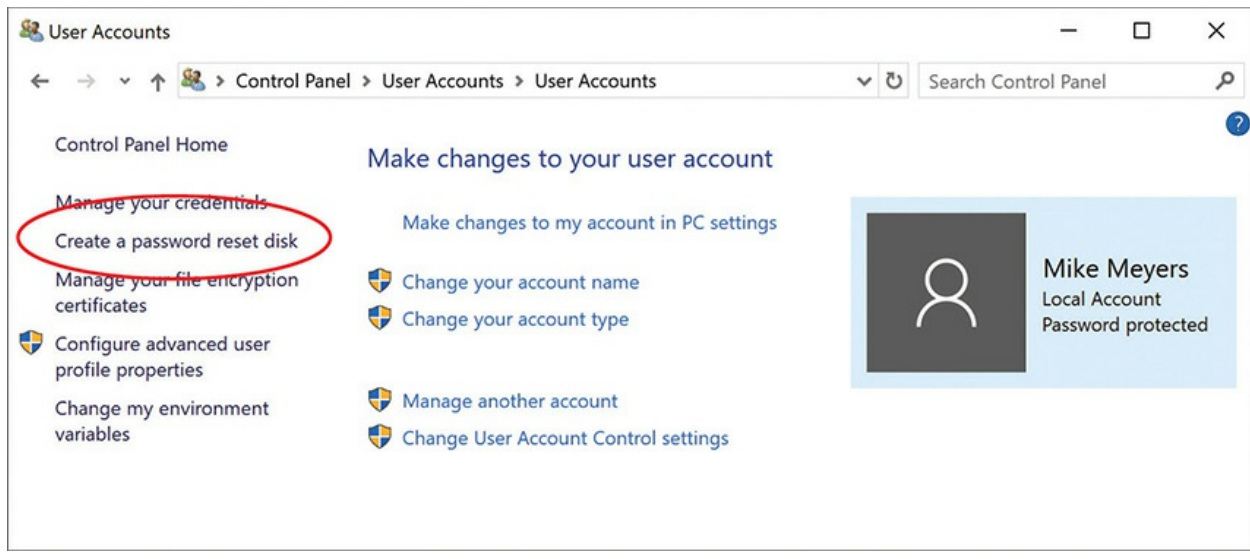 User Accounts
Control Panel > User Accounts > User Accounts
Search Control Panel
?
Control Panel Home
Manage your credentials
Create a password reset disk
Manage your file encryption
certificates
Configure advanced user
profile properties
Change my environment
variables
Make changes to your user account
Make changes to my account in PC settings
Change your account name
Change your account type
Manage another account
Change User Account Control settings
Mike Meyers
Local Account
Password protected